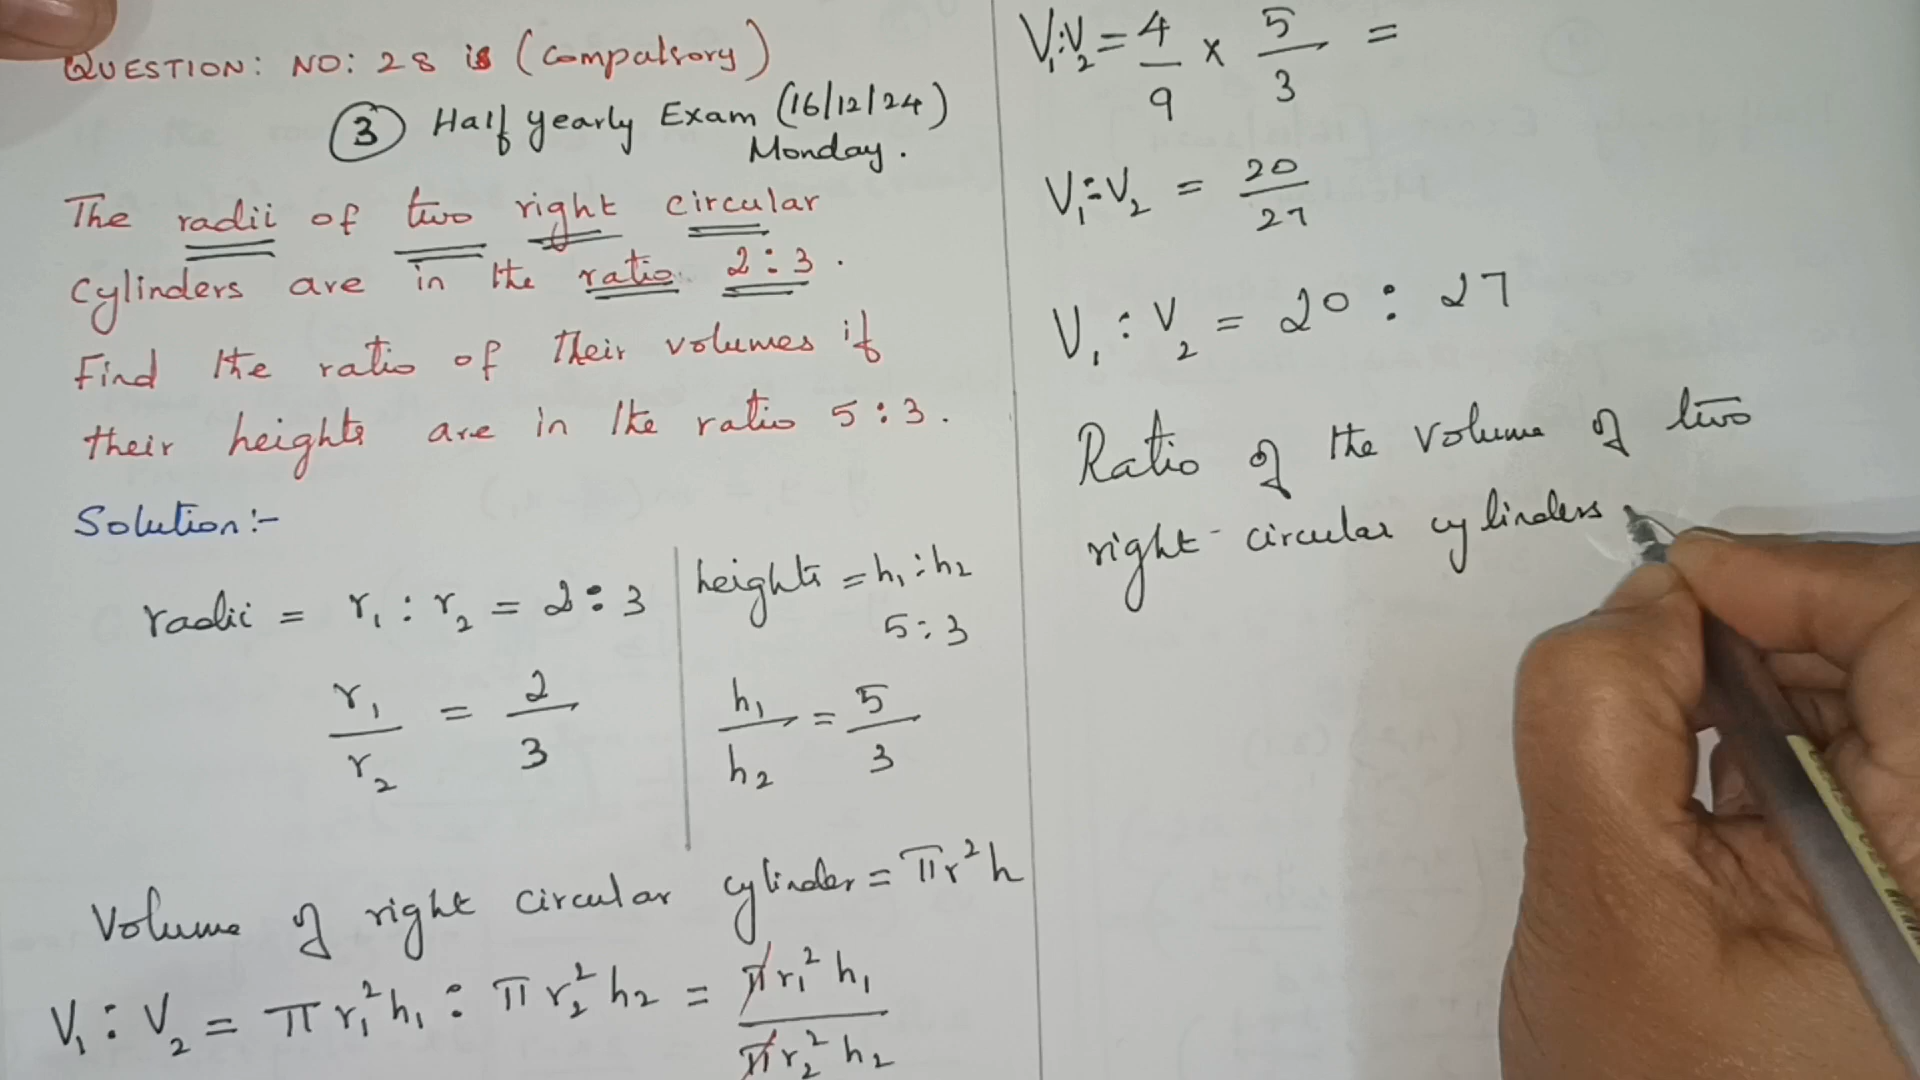 QUESTION: NO: 28 is (compulsory)
③ Half yearly Exam (16/12/24)
Monday.
The radii of two right circular
cylinders are in the ratio 2:3.
Find the ratio of their volumes if
their heights are in the ratio 5:3.
Solution:-
radii = r₁ : r₂ = 2:3
r₁/r₂ = 2/3
heights = h₁:h₂
5:3
h₁/h₂ = 5/3
Volume of right circular cylinder = πr²h
V₁ : V₂ = πr₁²h₁ : πr₂²h₂ = πr₁²h₁/πr₂²h₂
V₁:V₂ = 4/9 × 5/3 =
V₁:V₂ = 20/27
V₁ : V₂ = 20 : 27
Ratio of the volume of two
right circular cylinders